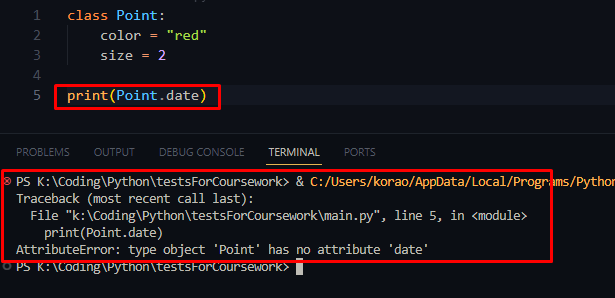 1 class Point:
2     color = "red"
3     size = 2
4
5 print(Point.date)
PROBLEMS OUTPUT DEBUG CONSOLE TERMINAL PORTS
PS K:\Coding\Python\testsForCoursework> & C:/Users/korao/AppData/Local/Programs/Python
Traceback (most recent call last):
  File "k:\Coding\Python\testsForCoursework\main.py", line 5, in <module>
    print(Point.date)
AttributeError: type object 'Point' has no attribute 'date'
PS K:\Coding\Python\testsForCoursework>